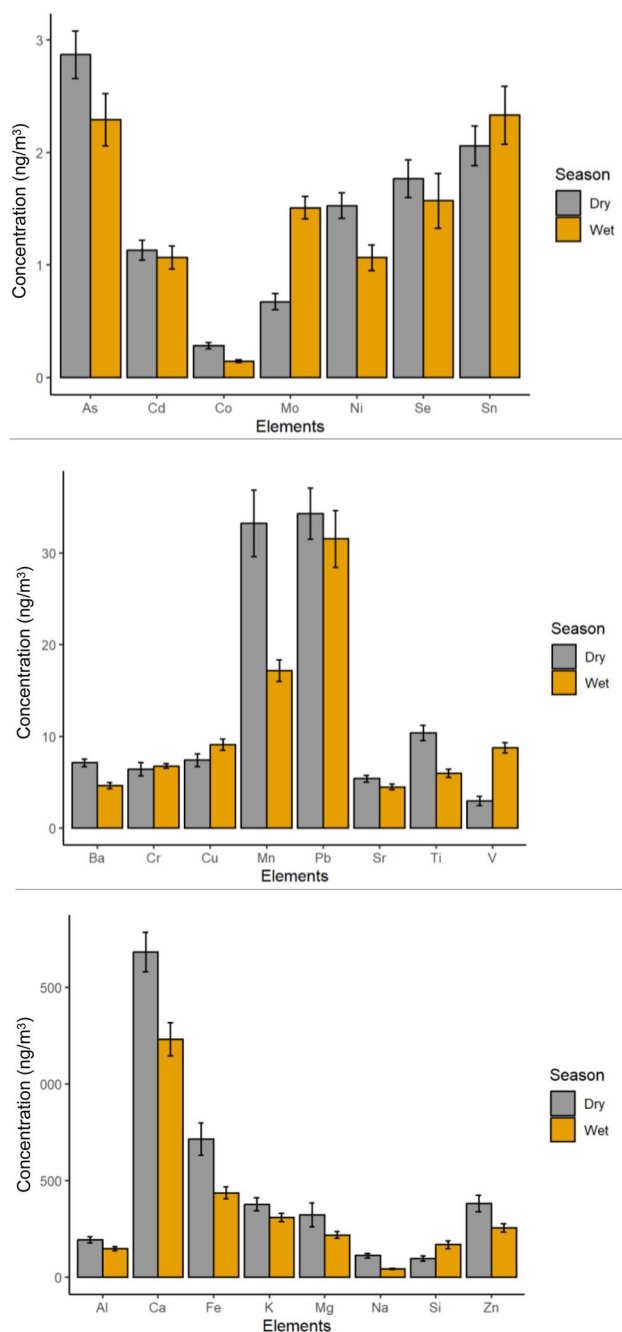 Concentration (ng/m³)
3
2
1
0
As Cd Co Mo Ni Se Sn
Elements
Season
Dry
Wet
Concentration (ng/m³)
30
20
10
0
Ba Cr Cu Mn Pb Sr Ti V
Elements
Season
Dry
Wet
Concentration (ng/m³)
500
000
500
0
Al Ca Fe K Mg Na Si Zn
Elements
Season
Dry
Wet